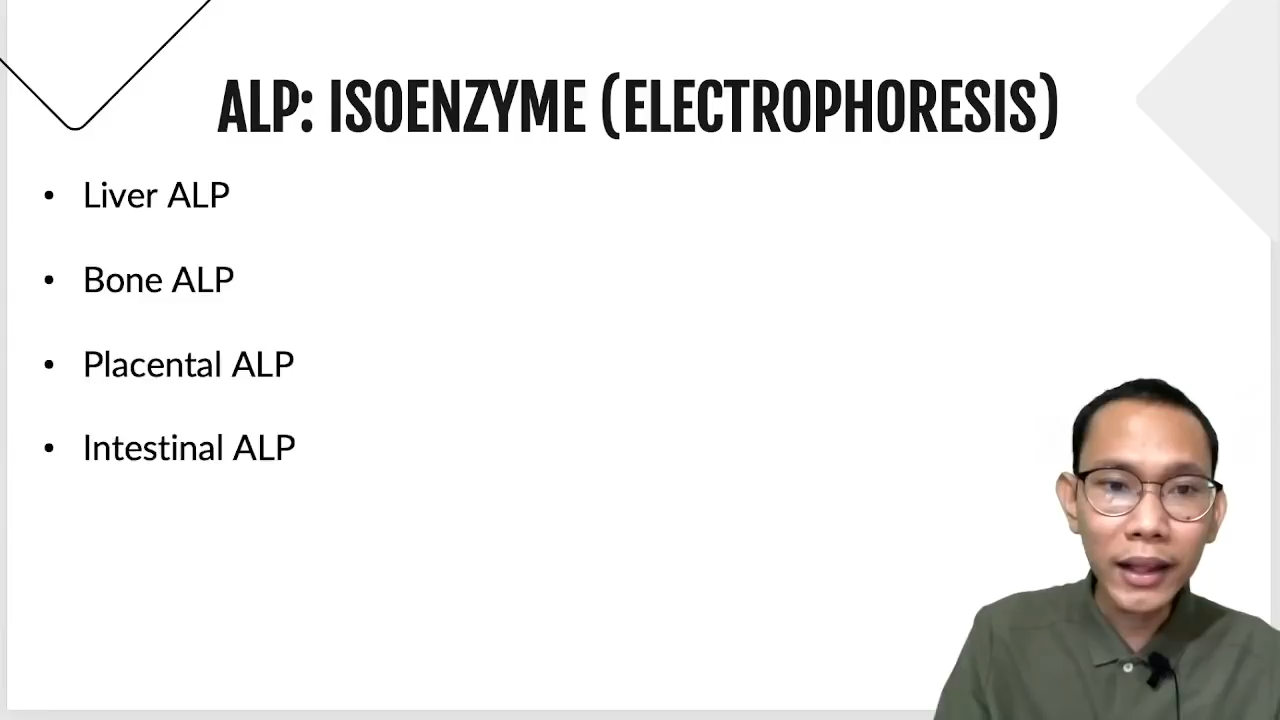 ALP: ISOENZYME (ELECTROPHORESIS)
• Liver ALP
• Bone ALP
• Placental ALP
• Intestinal ALP